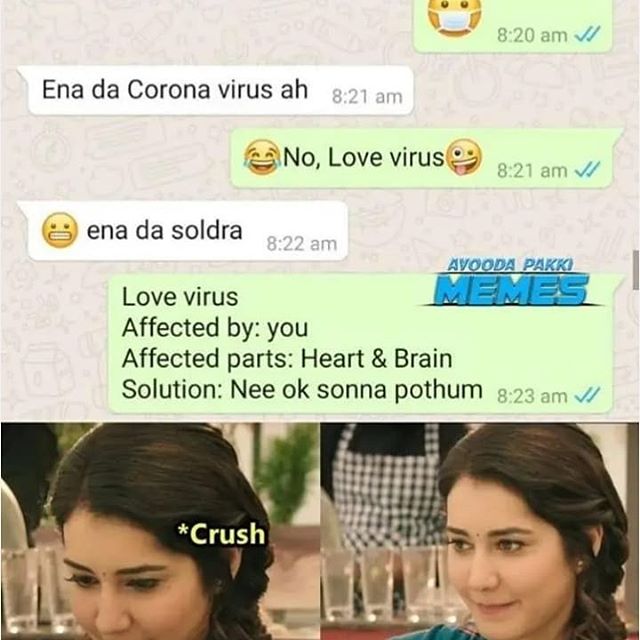 8:20 am
Ena da Corona virus ah 8:21 am
😂No, Love virus🤪 8:21 am
😬 ena da soldra 8:22 am
AYOODA PAKKI
MEMES
Love virus
Affected by: you
Affected parts: Heart & Brain
Solution: Nee ok sonna pothum 8:23 am
*Crush